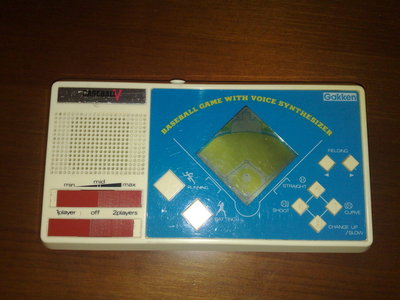 BASEBALL
Gakken
BASEBALL GAME WITH VOICE SYNTHESIZER
FIELDING
min mid max
RUNNING
STRAIGHT
1player off 2players
BATTING
SHOOT
CURVE
CHANGE UP
/SLOW